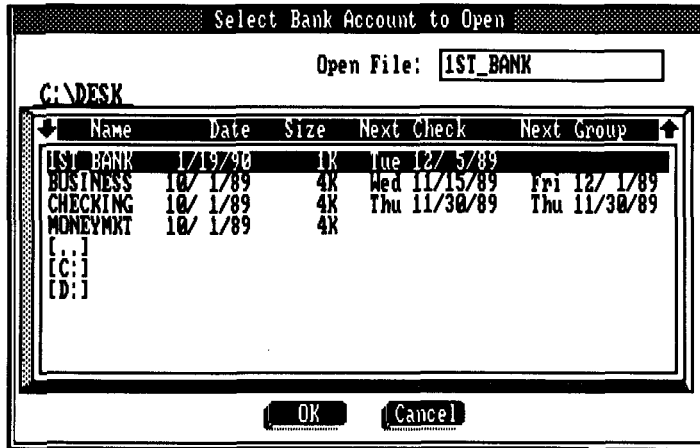 Select Bank Account to Open
Open File: 1ST_BANK
C:\DESK
Name Date Size Next Check Next Group
1ST_BANK 1/19/90 1K Tue 12/ 5/89
BUSINESS 10/ 1/89 4K Wed 11/15/89 Fri 12/ 1/89
CHECKING 10/ 1/89 4K Thu 11/30/89 Thu 11/30/89
MONEYMKT 10/ 1/89 4K
[..]
[C:]
[D:]
OK Cancel